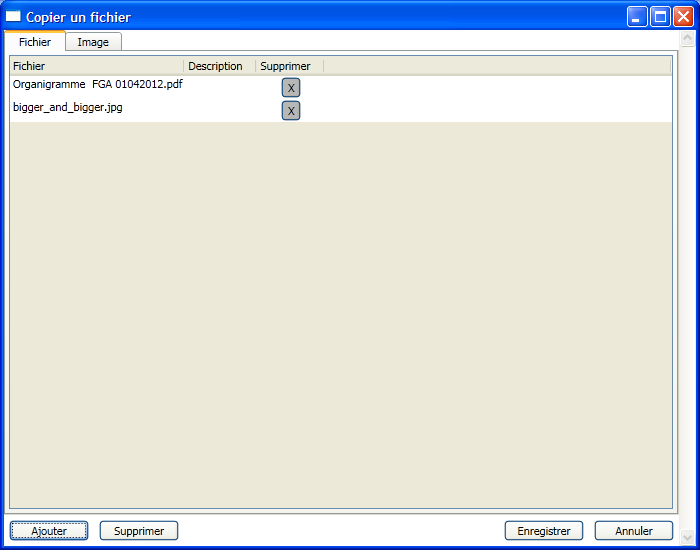 Copier un fichier
Fichier Image
Fichier Description Supprimer
Organigramme  FGA 01042012.pdf X
bigger_and_bigger.jpg X
Ajouter Supprimer Enregistrer Annuler